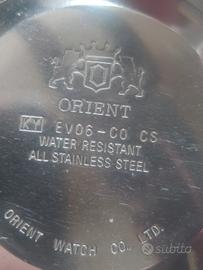 ORIENT
KY EV06-C0 CS
WATER RESISTANT
ALL STAINLESS STEEL
ORIENT WATCH CO., LTD.
subito